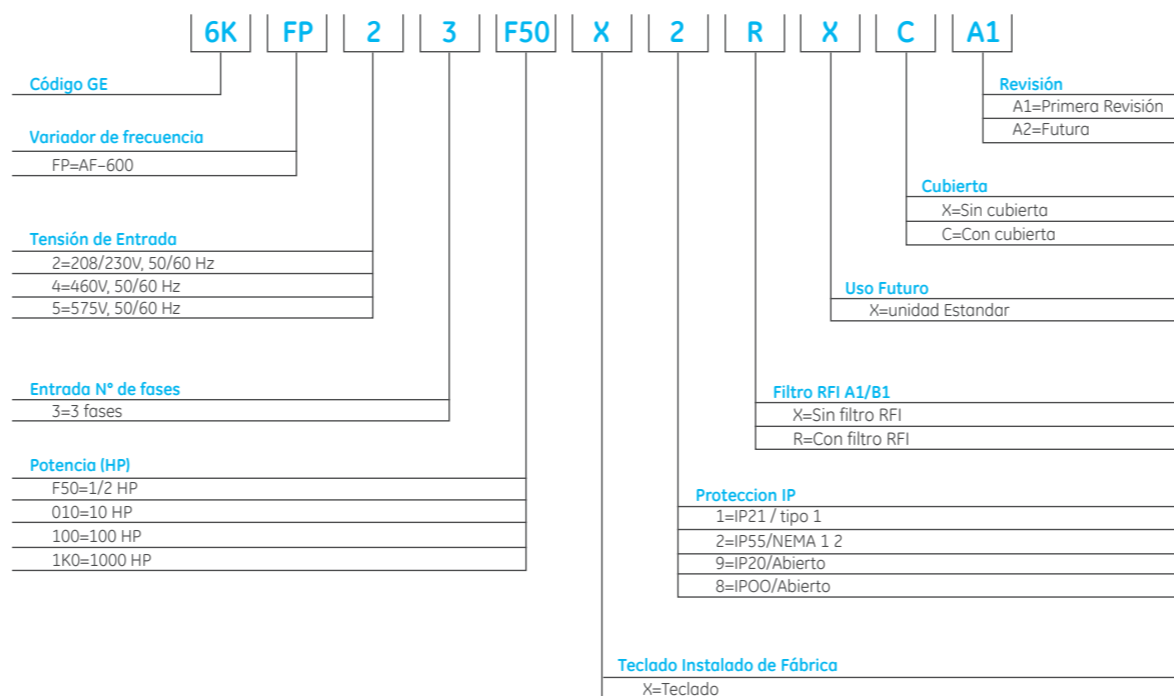 6K FP 2 3 F50 X 2 R X C A1
Código GE
Variador de frecuencia
FP=AF-600
Tensión de Entrada
2=208/230V, 50/60 Hz
4=460V, 50/60 Hz
5=575V, 50/60 Hz
Entrada N° de fases
3=3 fases
Potencia (HP)
F50=1/2 HP
010=10 HP
100=100 HP
1K0=1000 HP
Revisión
A1=Primera Revisión
A2=Futura
Cubierta
X=Sin cubierta
C=Con cubierta
Uso Futuro
X=unidad Estandar
Filtro RFI A1/B1
X=Sin filtro RFI
R=Con filtro RFI
Proteccion IP
1=IP21 / tipo 1
2=IP55/NEMA 1 2
9=IP20/Abierto
8=IPOO/Abierto
Teclado Instalado de Fábrica
X=Teclado